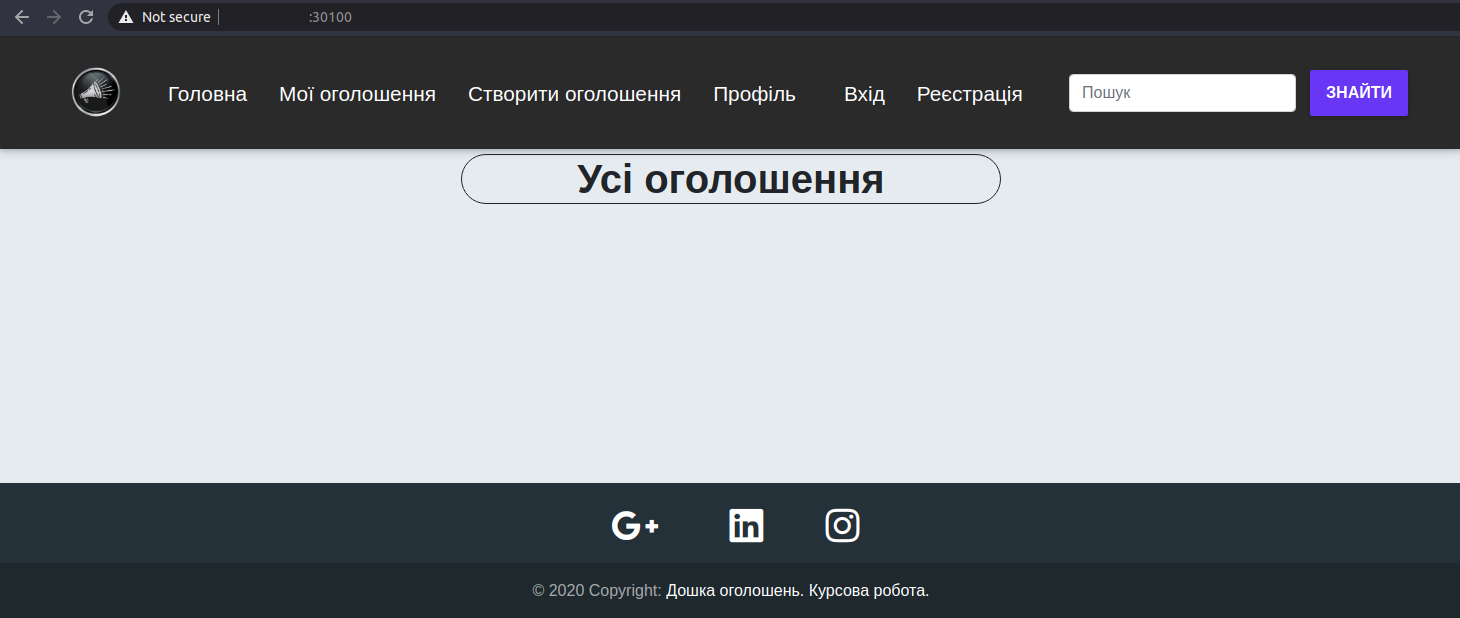 Not secure
:30100
Головна Мої оголошення Створити оголошення Профіль Вхід Реєстрація Пошук ЗНАЙТИ
Усі оголошення
G+ in
© 2020 Copyright: Дошка оголошень. Курсова робота.